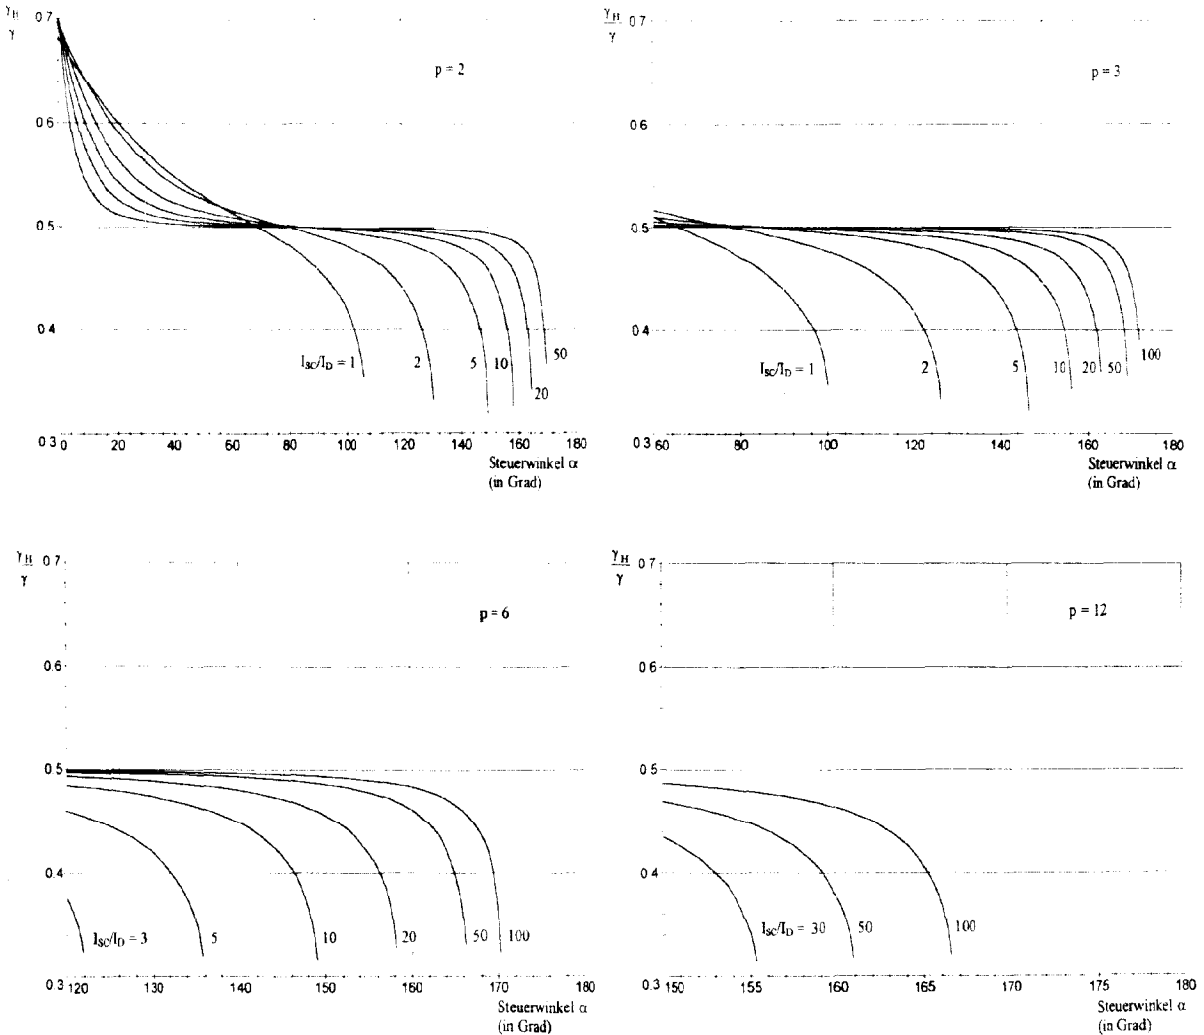 γH/γ
0.7
0.6
0.5
0.4
0.3
p = 2
ISC/ID = 1
2
5
10
20
50
0 20 40 60 80 100 120 140 160 180
Steuerwinkel α
(in Grad)
γH/γ
0.7
0.6
0.5
0.4
0.3
p = 3
ISC/ID = 1
2
5
10
20
50
100
60 80 100 120 140 160 180
Steuerwinkel α
(in Grad)
γH/γ
0.7
0.6
0.5
0.4
0.3
p = 6
ISC/ID = 3
5
10
20
50
100
120 130 140 150 160 170 180
Steuerwinkel α
(in Grad)
γH/γ
0.7
0.6
0.5
0.4
0.3
p = 12
ISC/ID = 30
50
100
150 155 160 165 170 175 180
Steuerwinkel α
(in Grad)